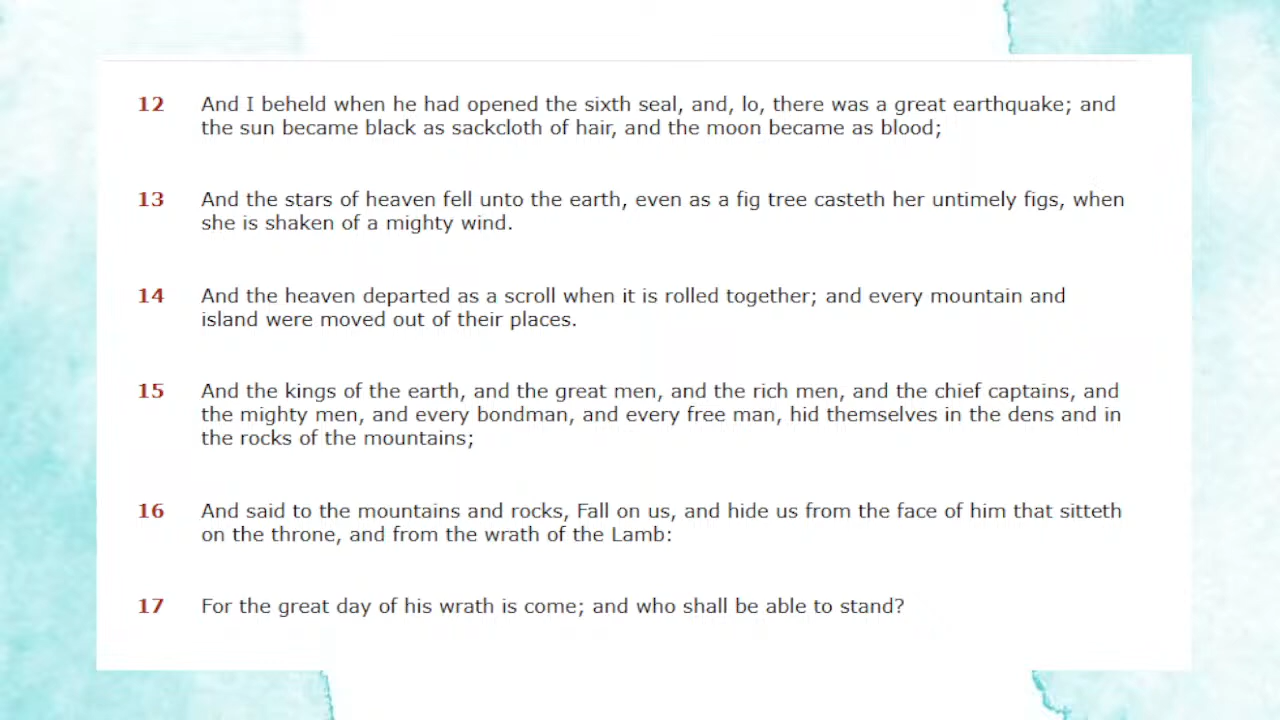 12 And I beheld when he had opened the sixth seal, and, lo, there was a great earthquake; and
the sun became black as sackcloth of hair, and the moon became as blood;
13 And the stars of heaven fell unto the earth, even as a fig tree casteth her untimely figs, when
she is shaken of a mighty wind.
14 And the heaven departed as a scroll when it is rolled together; and every mountain and
island were moved out of their places.
15 And the kings of the earth, and the great men, and the rich men, and the chief captains, and
the mighty men, and every bondman, and every free man, hid themselves in the dens and in
the rocks of the mountains;
16 And said to the mountains and rocks, Fall on us, and hide us from the face of him that sitteth
on the throne, and from the wrath of the Lamb:
17 For the great day of his wrath is come; and who shall be able to stand?